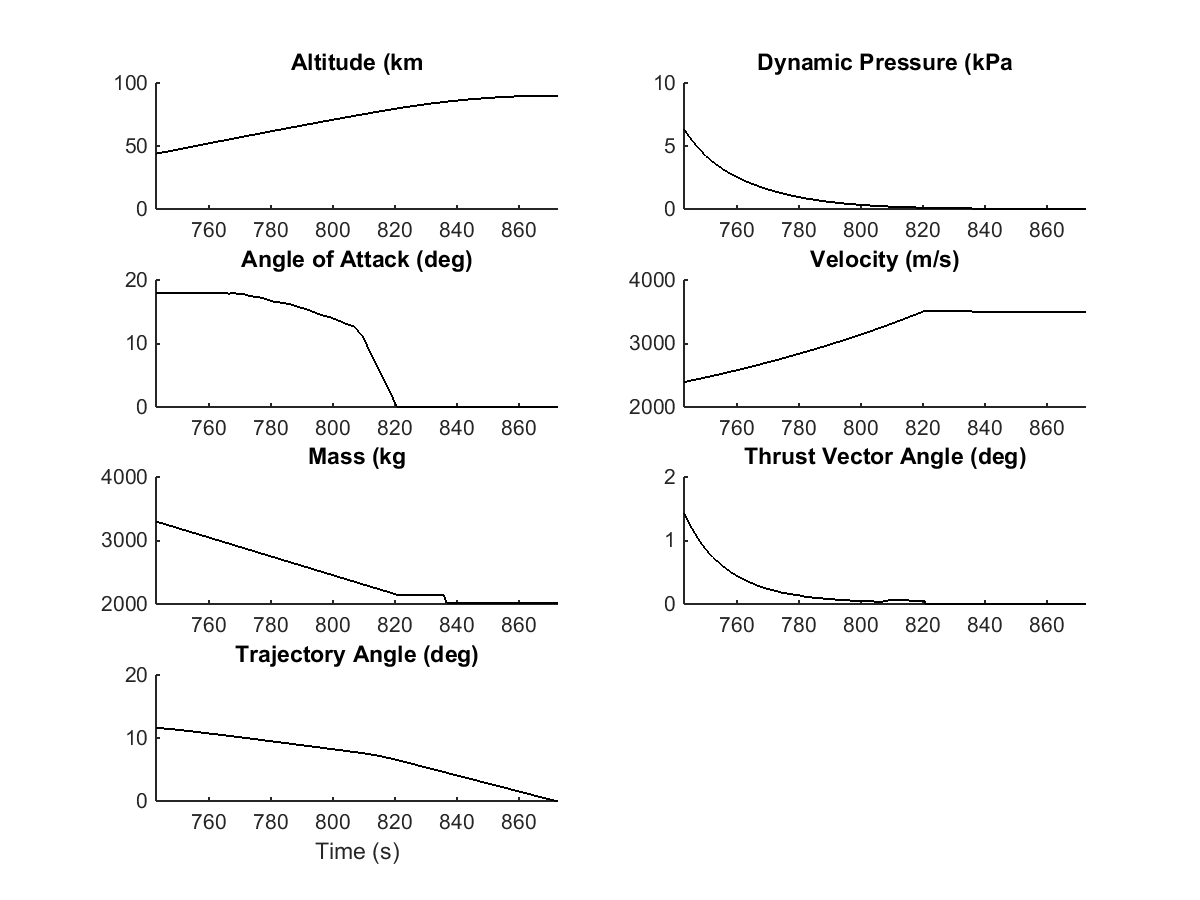 Altitude (km
100
50
0
760 780 800 820 840 860
Dynamic Pressure (kPa
10
5
0
760 780 800 820 840 860
Angle of Attack (deg)
20
10
0
760 780 800 820 840 860
Velocity (m/s)
4000
3000
2000
760 780 800 820 840 860
Mass (kg
4000
3000
2000
760 780 800 820 840 860
Thrust Vector Angle (deg)
2
1
0
760 780 800 820 840 860
Trajectory Angle (deg)
20
10
0
760 780 800 820 840 860
Time (s)